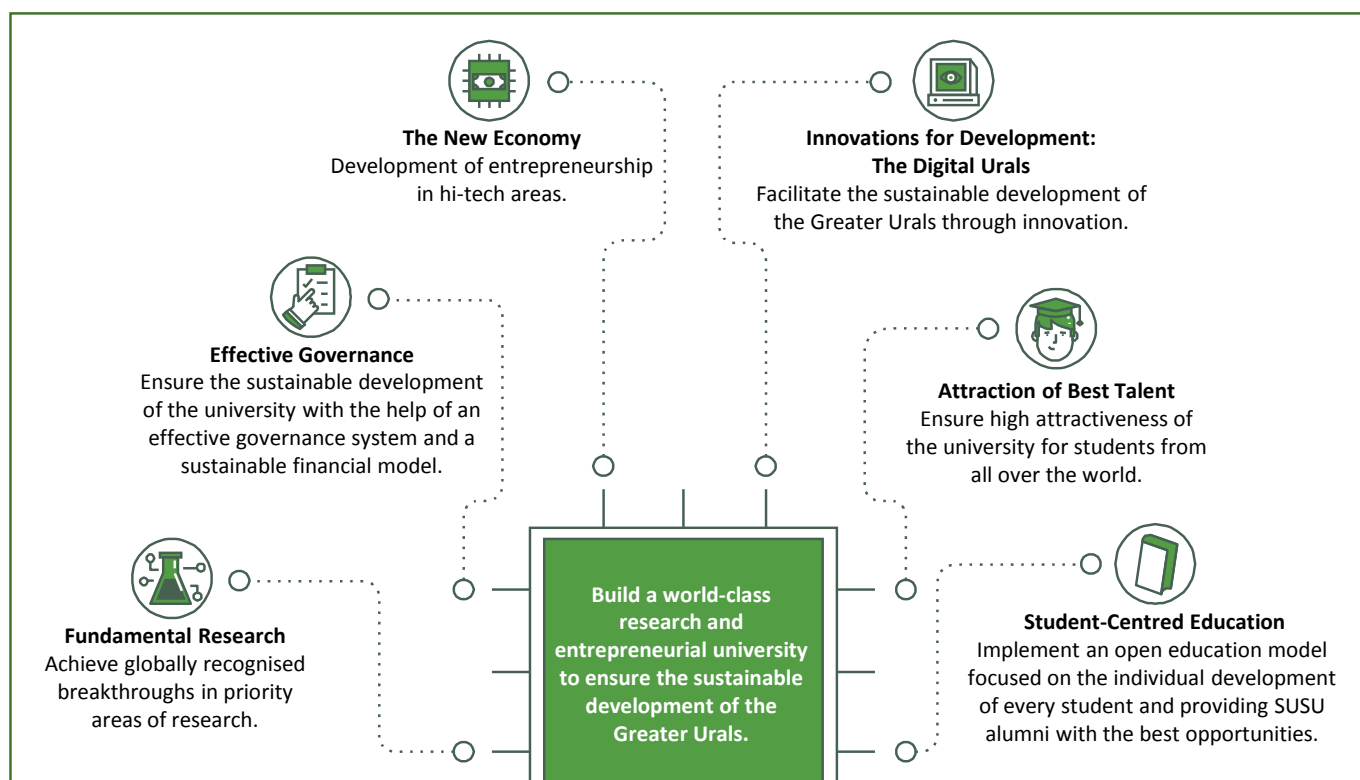 The New Economy
Development of entrepreneurship
in hi-tech areas.
Innovations for Development:
The Digital Urals
Facilitate the sustainable development of
the Greater Urals through innovation.
Effective Governance
Ensure the sustainable development
of the university with the help of an
effective governance system and a
sustainable financial model.
Attraction of Best Talent
Ensure high attractiveness of
the university for students from
all over the world.
Fundamental Research
Achieve globally recognised
breakthroughs in priority
areas of research.
Build a world-class
research and
entrepreneurial university
to ensure the sustainable
development of the
Greater Urals.
Student-Centred Education
Implement an open education model
focused on the individual development
of every student and providing SUSU
alumni with the best opportunities.